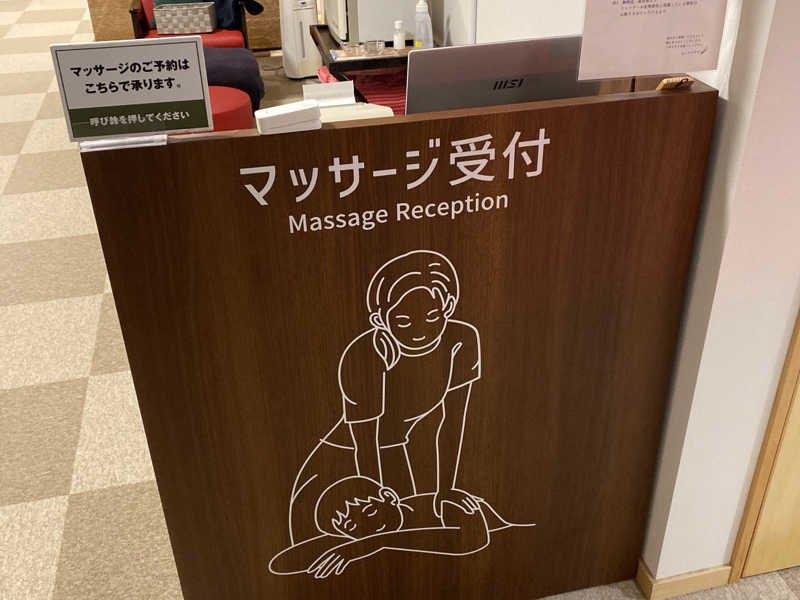 マッサージのご予約は
こちらで承ります。
呼び鈴を押してください
msi
マッサージ受付
Massage Reception